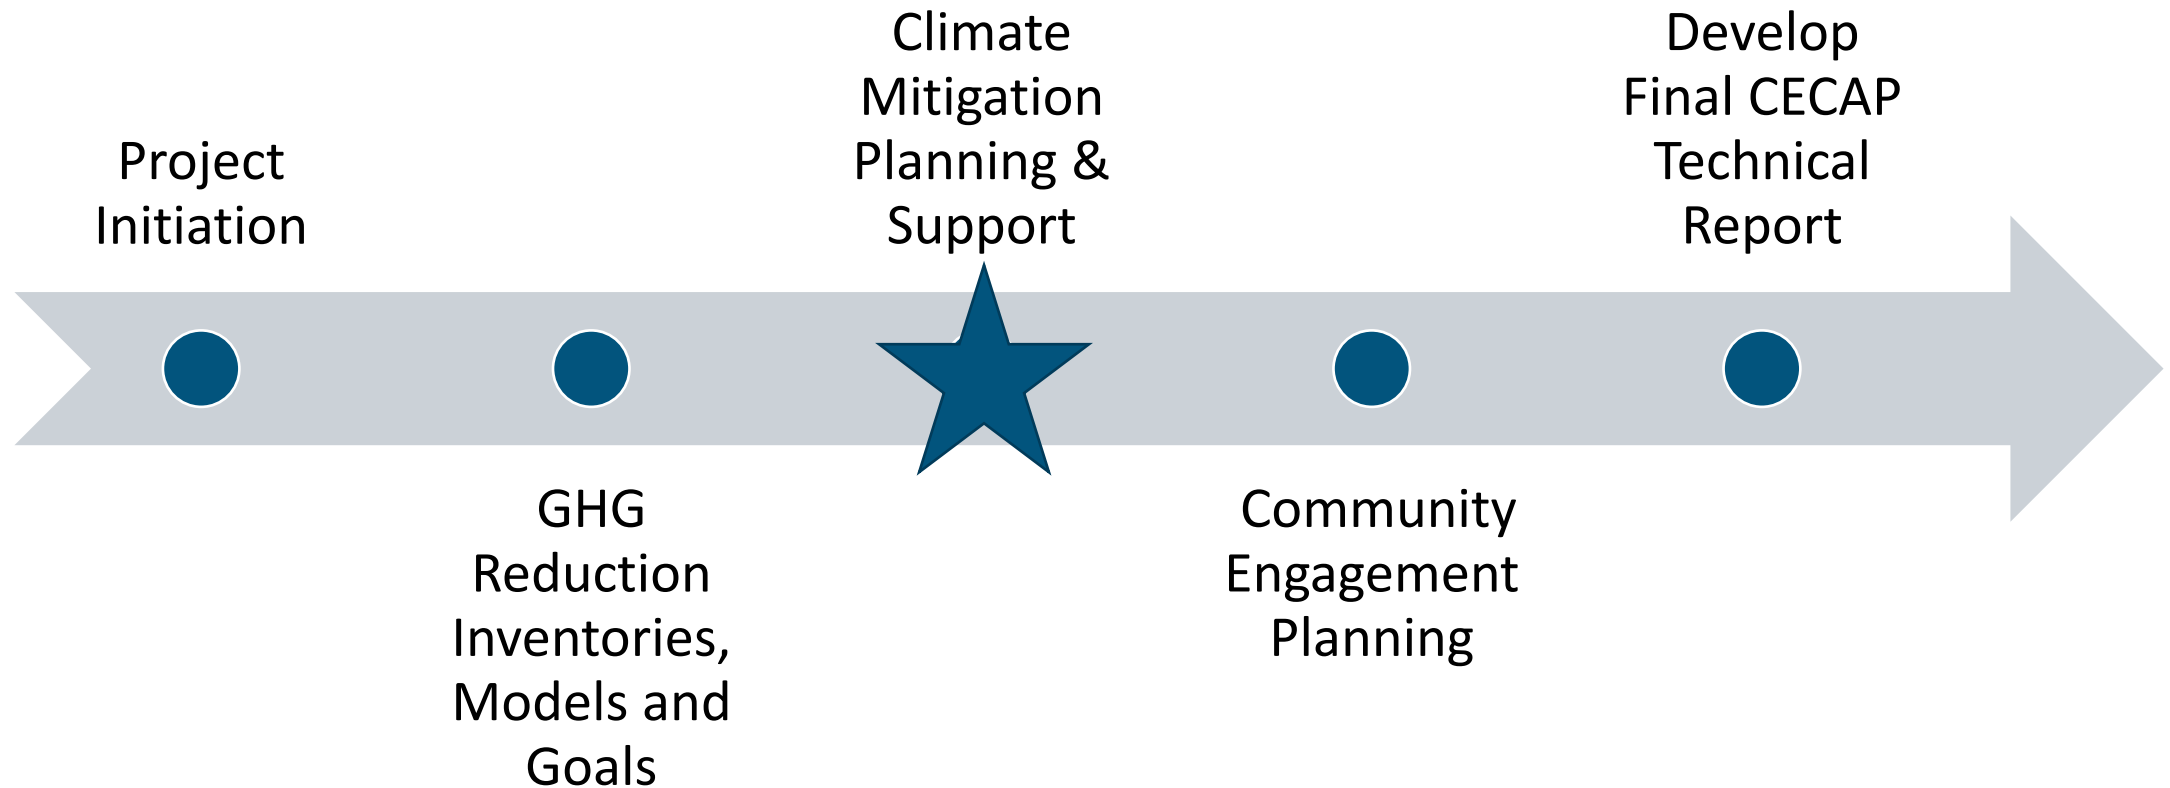 Project
Initiation
GHG
Reduction
Inventories,
Models and
Goals
Climate
Mitigation
Planning &
Support
Community
Engagement
Planning
Develop
Final CECAP
Technical
Report